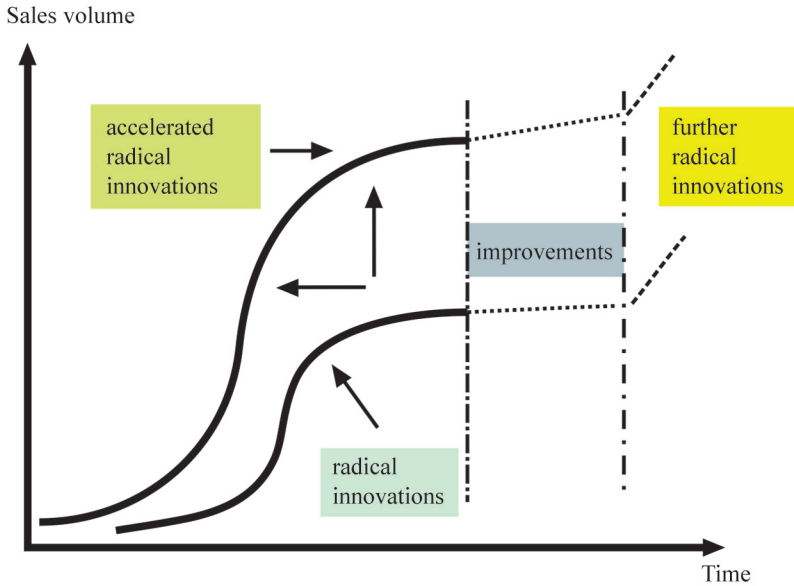 Sales volume
accelerated
radical
innovations
further
radical
innovations
improvements
radical
innovations
Time